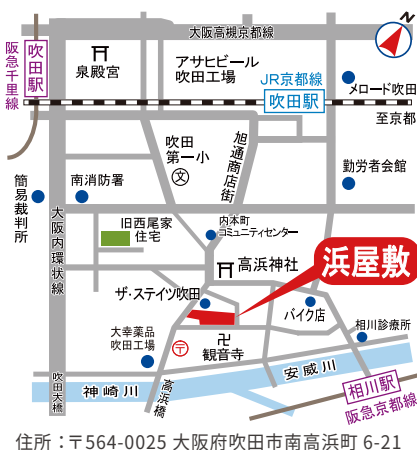 N
大阪高槻京都線
阪急千里線
吹田駅
泉殿宮
アサヒビール
吹田工場
JR京都線
吹田駅
メロード吹田
至京都
吹田
第一小
文
旭通商店街
勤労者会館
簡易裁判所
南消防署
大阪内環状線
旧西尾家
住宅
内本町
コミュニティセンター
高浜神社
浜屋敷
ザ・ステイツ吹田
バイク店
相川診療所
大幸薬品
吹田工場
〒
卍
観音寺
安威川
吹田大橋
神崎川
高浜橋
相川駅
阪急京都線
住所：〒564-0025 大阪府吹田市南高浜町 6-21